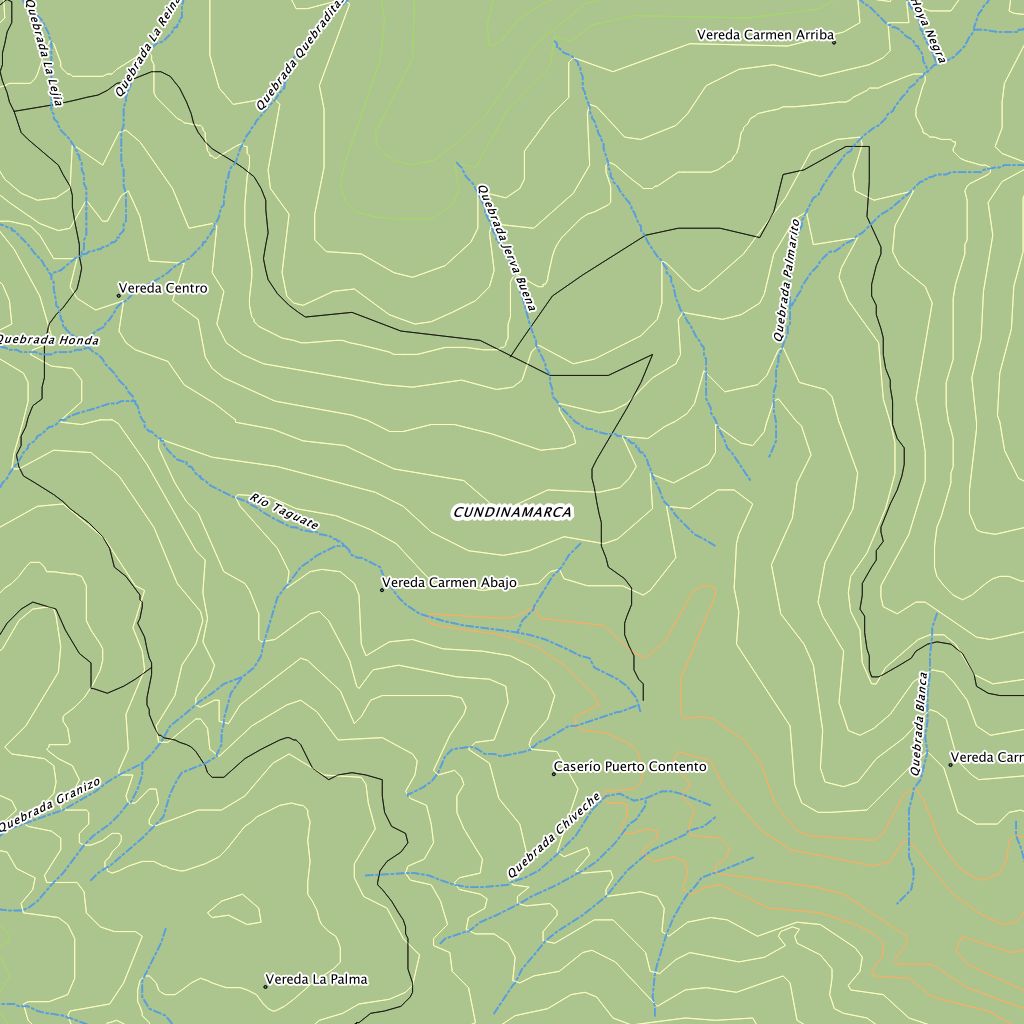 Quebrada La Lejía
Quebrada La Reina
Quebrada Quebradita
Vereda Carmen Arriba
Hoya Negra
Quebrada Jerva Buena
Quebrada Palmarito
Vereda Centro
Quebrada Honda
Río Taguate
CUNDINAMARCA
Vereda Carmen Abajo
Quebrada Blanca
Vereda Carm
Caserío Puerto Contento
Quebrada Granizo
Quebrada Chiveche
Vereda La Palma